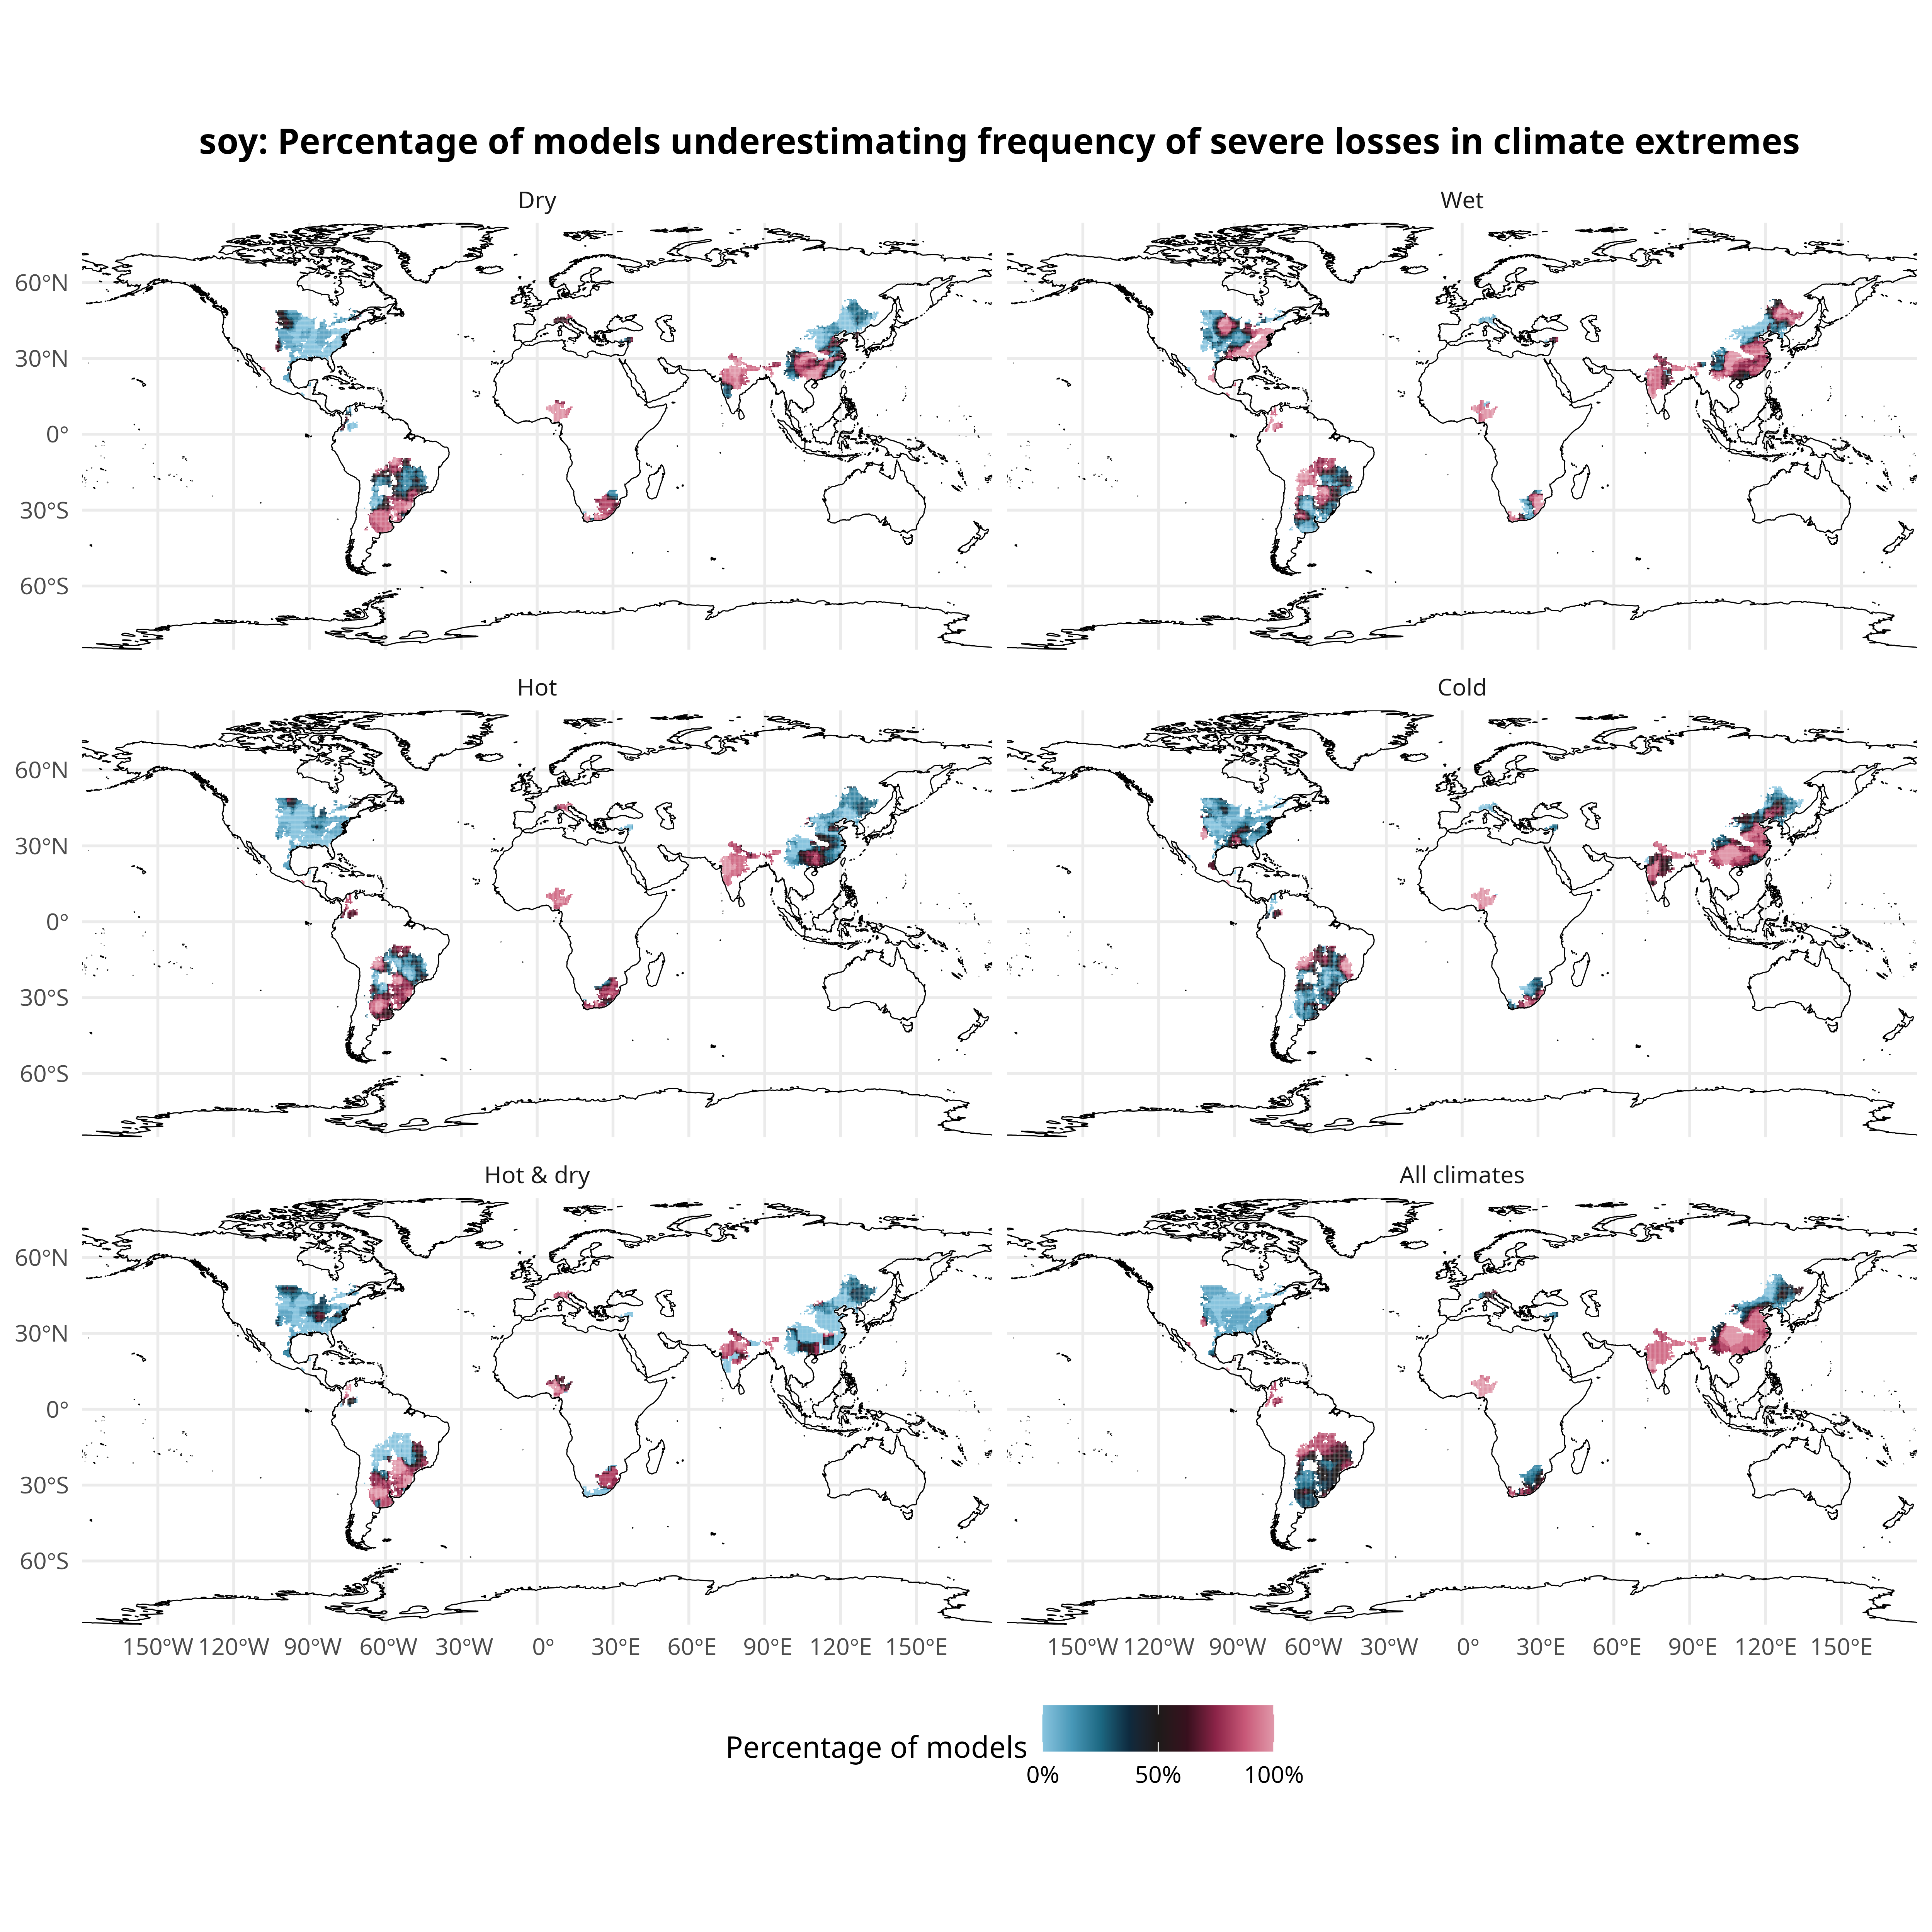 soy: Percentage of models underestimating frequency of severe losses in climate extremes
Dry
Wet
60°N
30°N
0°
30°S
60°S
Hot
Cold
60°N
30°N
0°
30°S
60°S
Hot & dry
All climates
60°N
30°N
0°
30°S
60°S
150°W 120°W 90°W 60°W 30°W 0° 30°E 60°E 90°E 120°E 150°E
150°W 120°W 90°W 60°W 30°W 0° 30°E 60°E 90°E 120°E 150°E
Percentage of models
0% 50% 100%